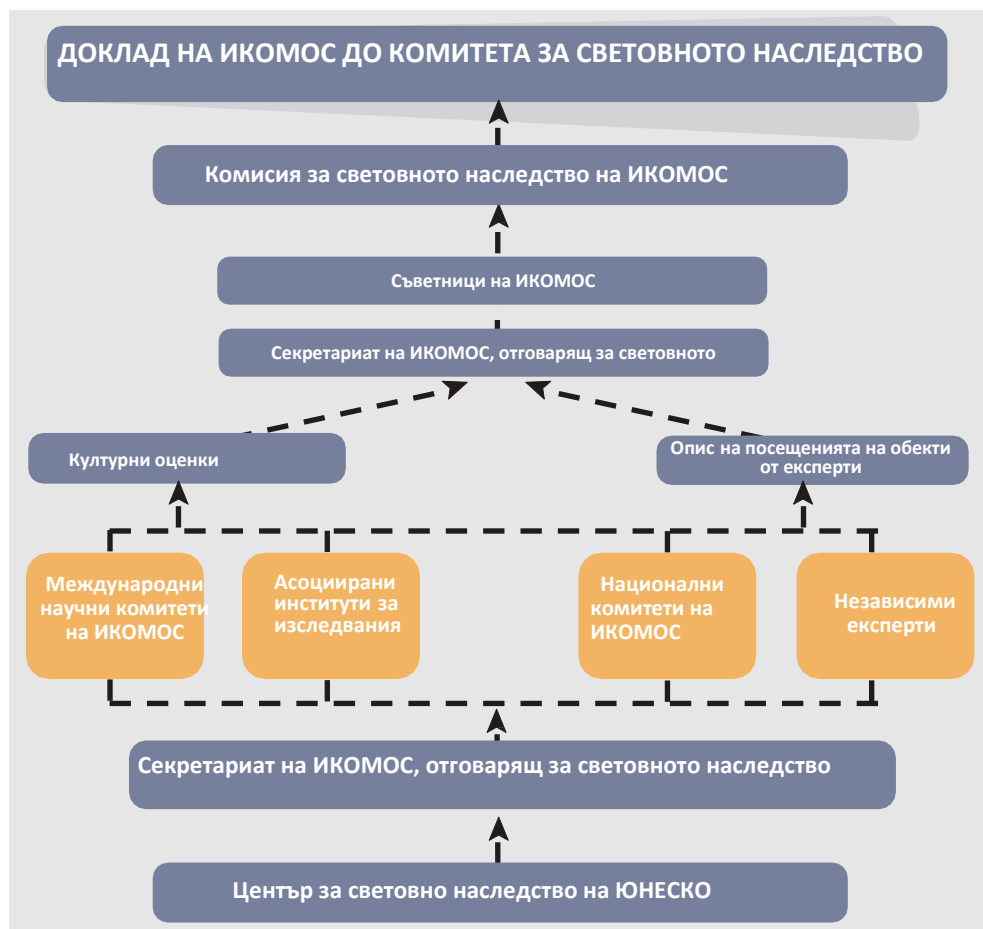 ДОКЛАД НА ИКОМОС ДО КОМИТЕТА ЗА СВЕТОВНОТО НАСЛЕДСТВО
Комисия за световното наследство на ИКОМОС
Съветници на ИКОМОС
Секретариат на ИКОМОС, отговарящ за световното
Културни оценки
Опис на посещенията на обекти
от експерти
Международни
научни комитети
на ИКОМОС
Асоциирани
институти за
изследвания
Национални
комитети на
ИКОМОС
Независими
експерти
Секретариат на ИКОМОС, отговарящ за световното наследство
Център за световно наследство на ЮНЕСКО